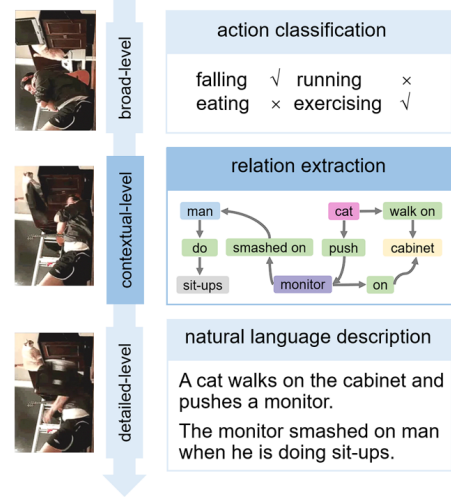 action classification
broad-level
falling √ running ×
eating × exercising √
relation extraction
contextual-level
man cat walk on
do smashed on push cabinet
sit-ups monitor on
natural language description
detailed-level
A cat walks on the cabinet and
pushes a monitor.
The monitor smashed on man
when he is doing sit-ups.